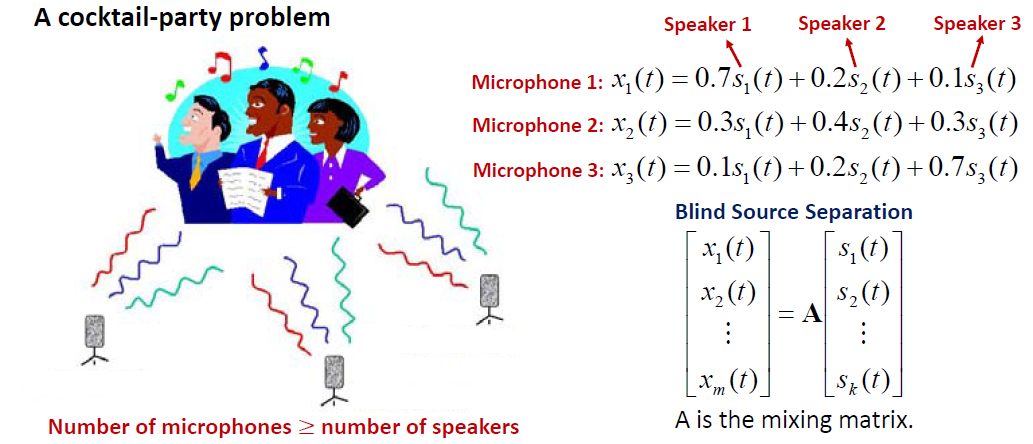 A cocktail-party problem
Speaker 1 Speaker 2 Speaker 3
Microphone 1: x₁(t) = 0.7s₁(t) + 0.2s₂(t) + 0.1s₃(t)
Microphone 2: x₂(t) = 0.3s₁(t) + 0.4s₂(t) + 0.3s₃(t)
Microphone 3: x₃(t) = 0.1s₁(t) + 0.2s₂(t) + 0.7s₃(t)
Blind Source Separation
[x₁(t)] [s₁(t)]
[x₂(t)] [s₂(t)]
[⋮] = A [⋮]
[xₘ(t)] [sₖ(t)]
A is the mixing matrix.
Number of microphones ≥ number of speakers